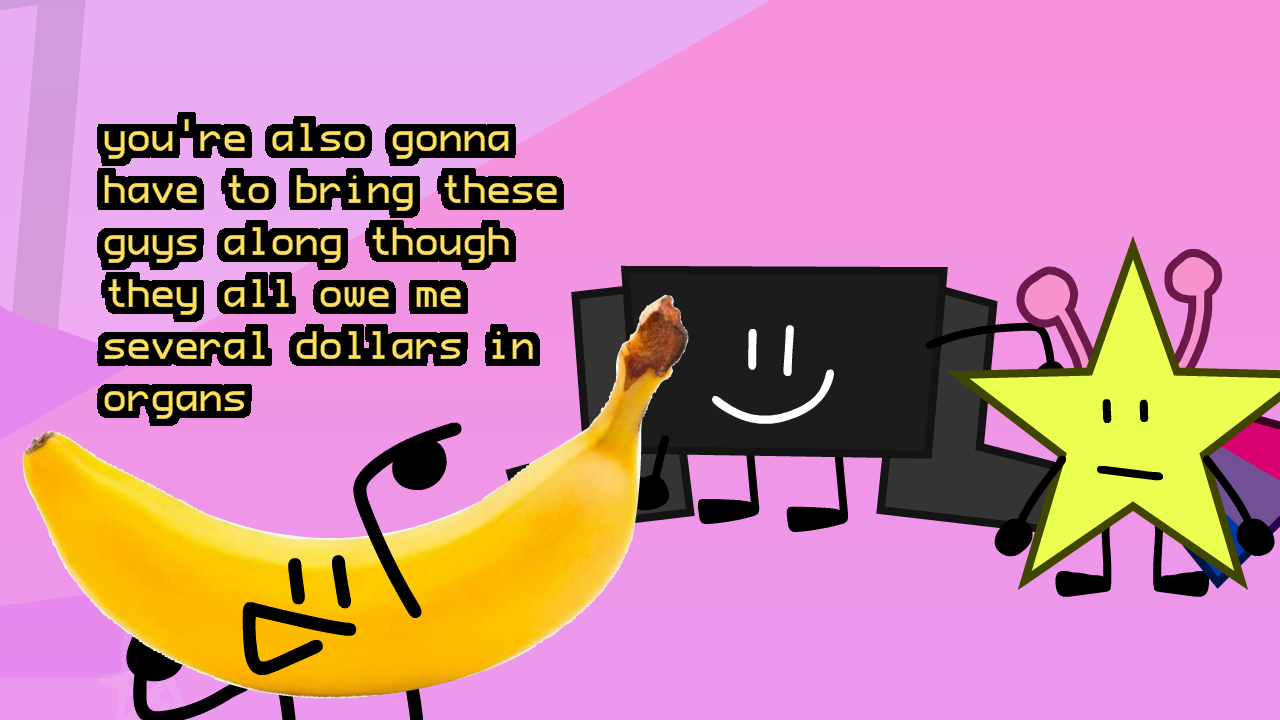 you're also gonna
have to bring these
guys along though
they all owe me
several dollars in
organs